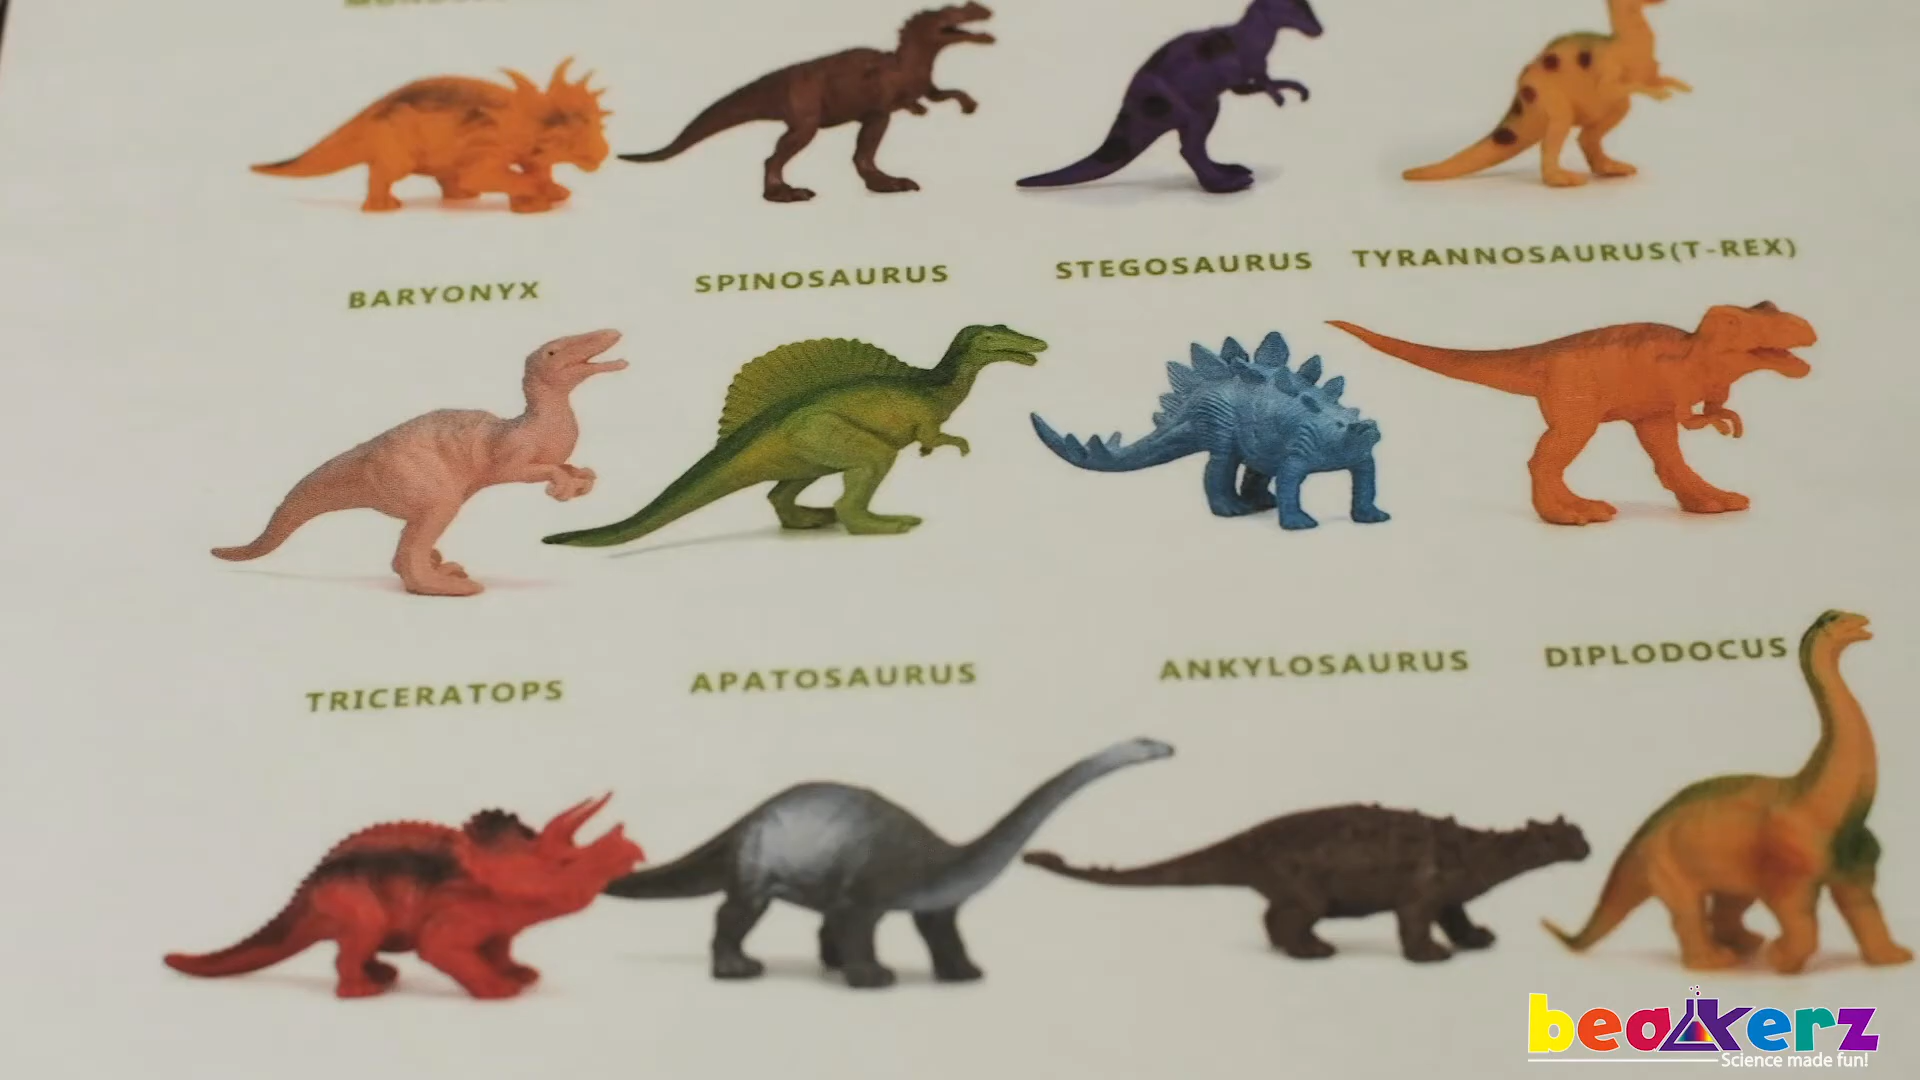 BARYONYX
SPINOSAURUS
STEGOSAURUS
TYRANNOSAURUS(T-REX)
TRICERATOPS
APATOSAURUS
ANKYLOSAURUS
DIPLODOCUS
beakerz
Science made fun!